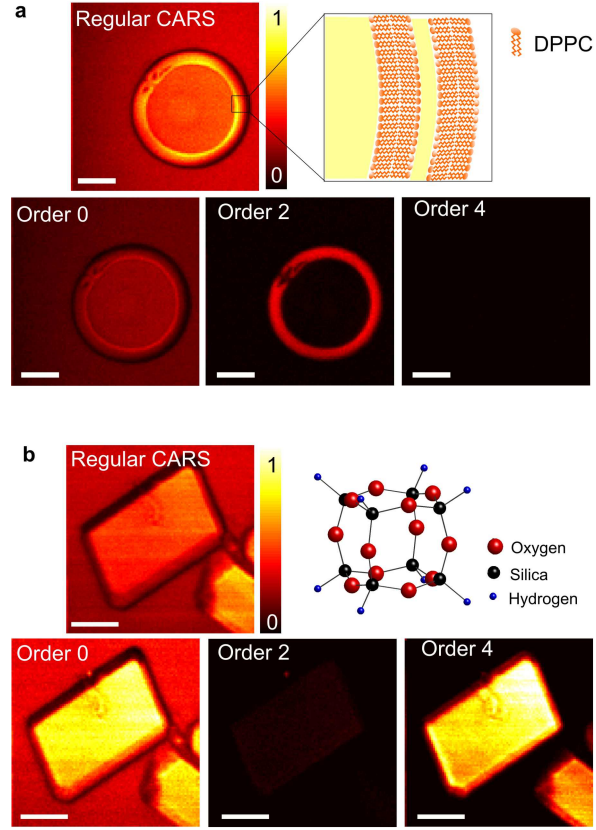 a
Regular CARS
1
0
DPPC
Order 0
Order 2
Order 4
b
Regular CARS
1
0
Oxygen
Silica
Hydrogen
Order 0
Order 2
Order 4